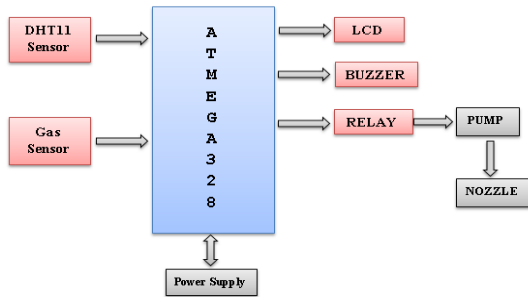 DHT11
Sensor
Gas
Sensor
A
T
M
E
G
A
3
2
8
LCD
BUZZER
RELAY
PUMP
NOZZLE
Power Supply